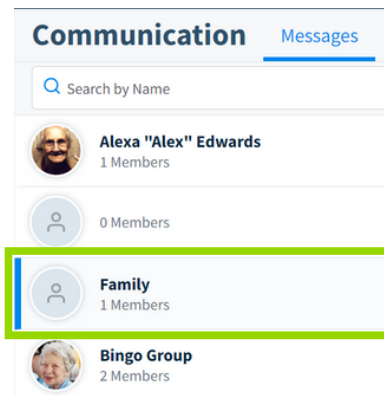 Communication Messages
Search by Name
Alexa "Alex" Edwards
1 Members
0 Members
Family
1 Members
Bingo Group
2 Members